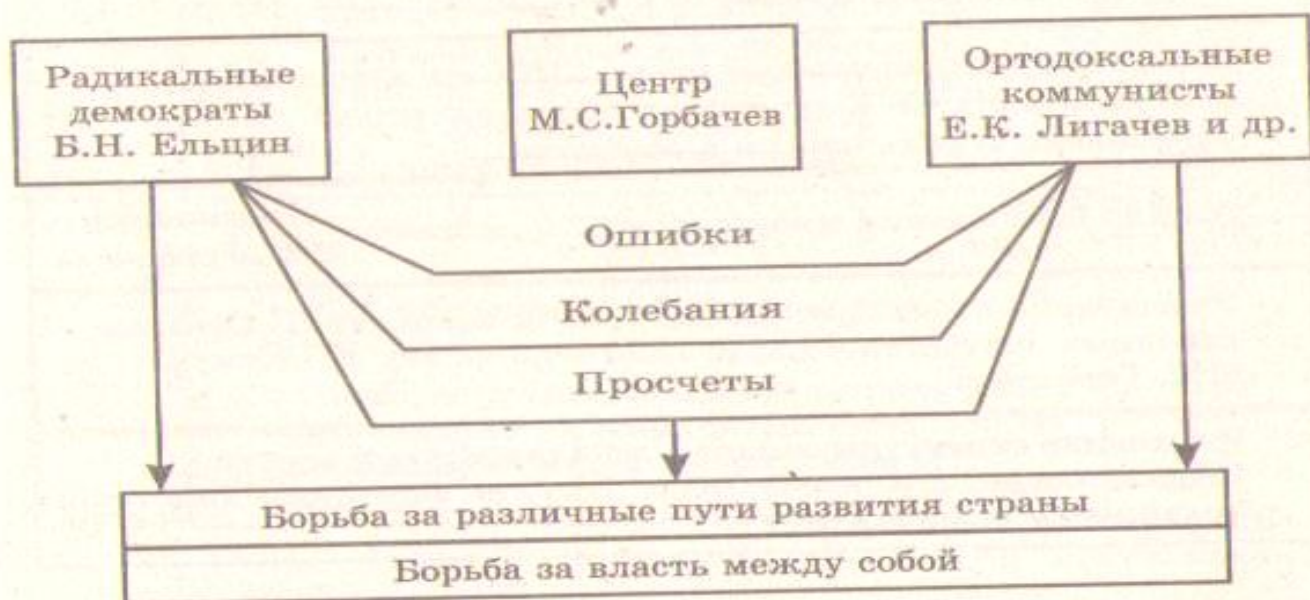 Радикальные
демократы
Б.Н. Ельцин
Центр
М.С.Горбачев
Ортодоксальные
коммунисты
Е.К. Лигачев и др.
Ошибки
Колебания
Просчеты
Борьба за различные пути развития страны
Борьба за власть между собой